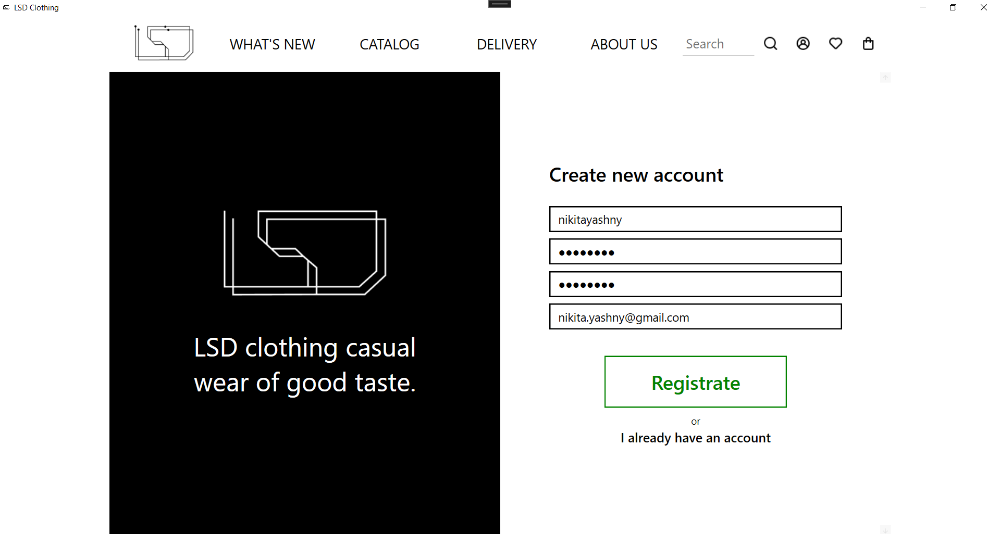 LSD Clothing
WHAT'S NEW
CATALOG
DELIVERY
ABOUT US
Search
LSD clothing casual
wear of good taste.
Create new account
nikitayashny
●●●●●●●●
●●●●●●●●
nikita.yashny@gmail.com
Registrate
or
I already have an account